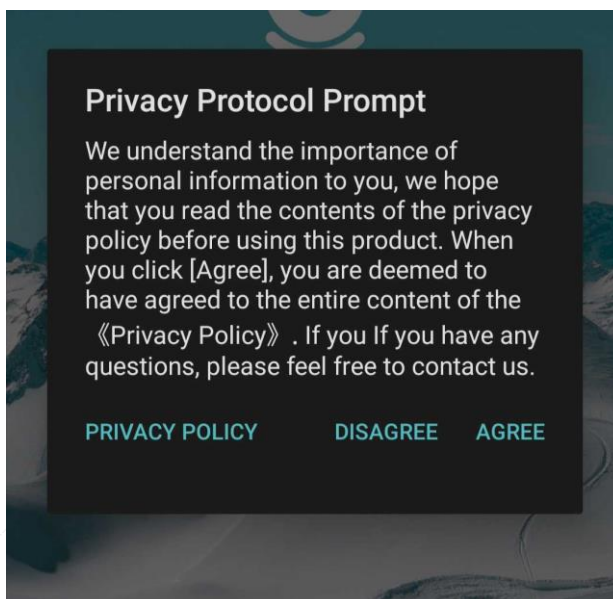 Privacy Protocol Prompt
We understand the importance of
personal information to you, we hope
that you read the contents of the privacy
policy before using this product. When
you click [Agree], you are deemed to
have agreed to the entire content of the
《Privacy Policy》 . If you If you have any
questions, please feel free to contact us.
PRIVACY POLICY DISAGREE AGREE